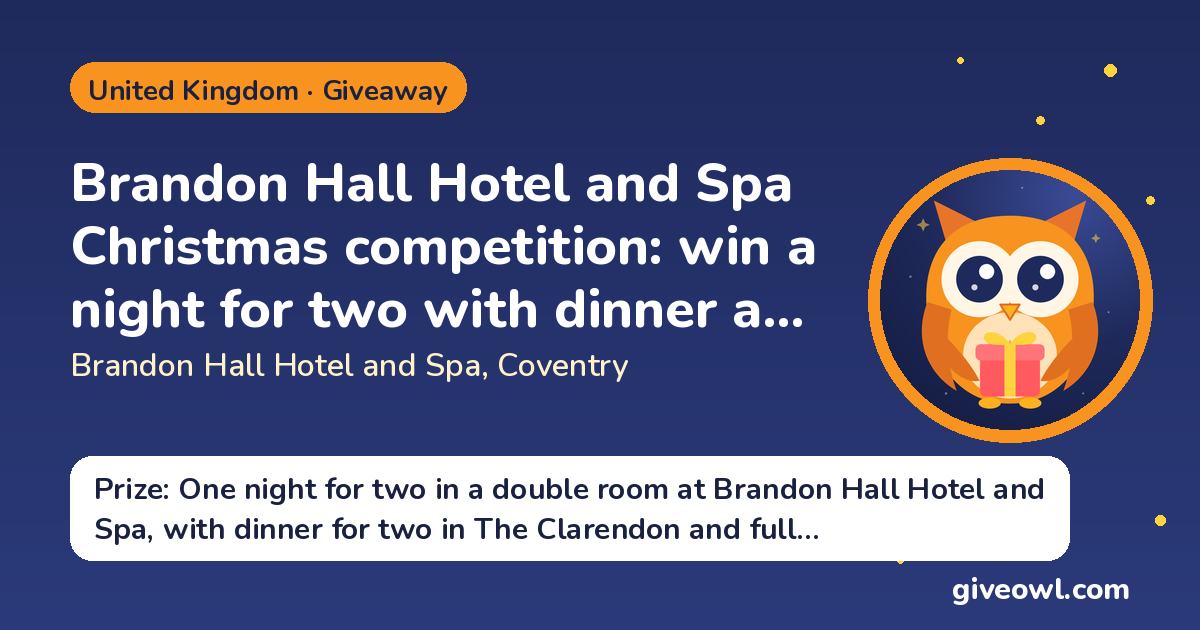 United Kingdom · Giveaway
Brandon Hall Hotel and Spa
Christmas competition: win a
night for two with dinner a...
Brandon Hall Hotel and Spa, Coventry
Prize: One night for two in a double room at Brandon Hall Hotel and
Spa, with dinner for two in The Clarendon and full...
giveowl.com